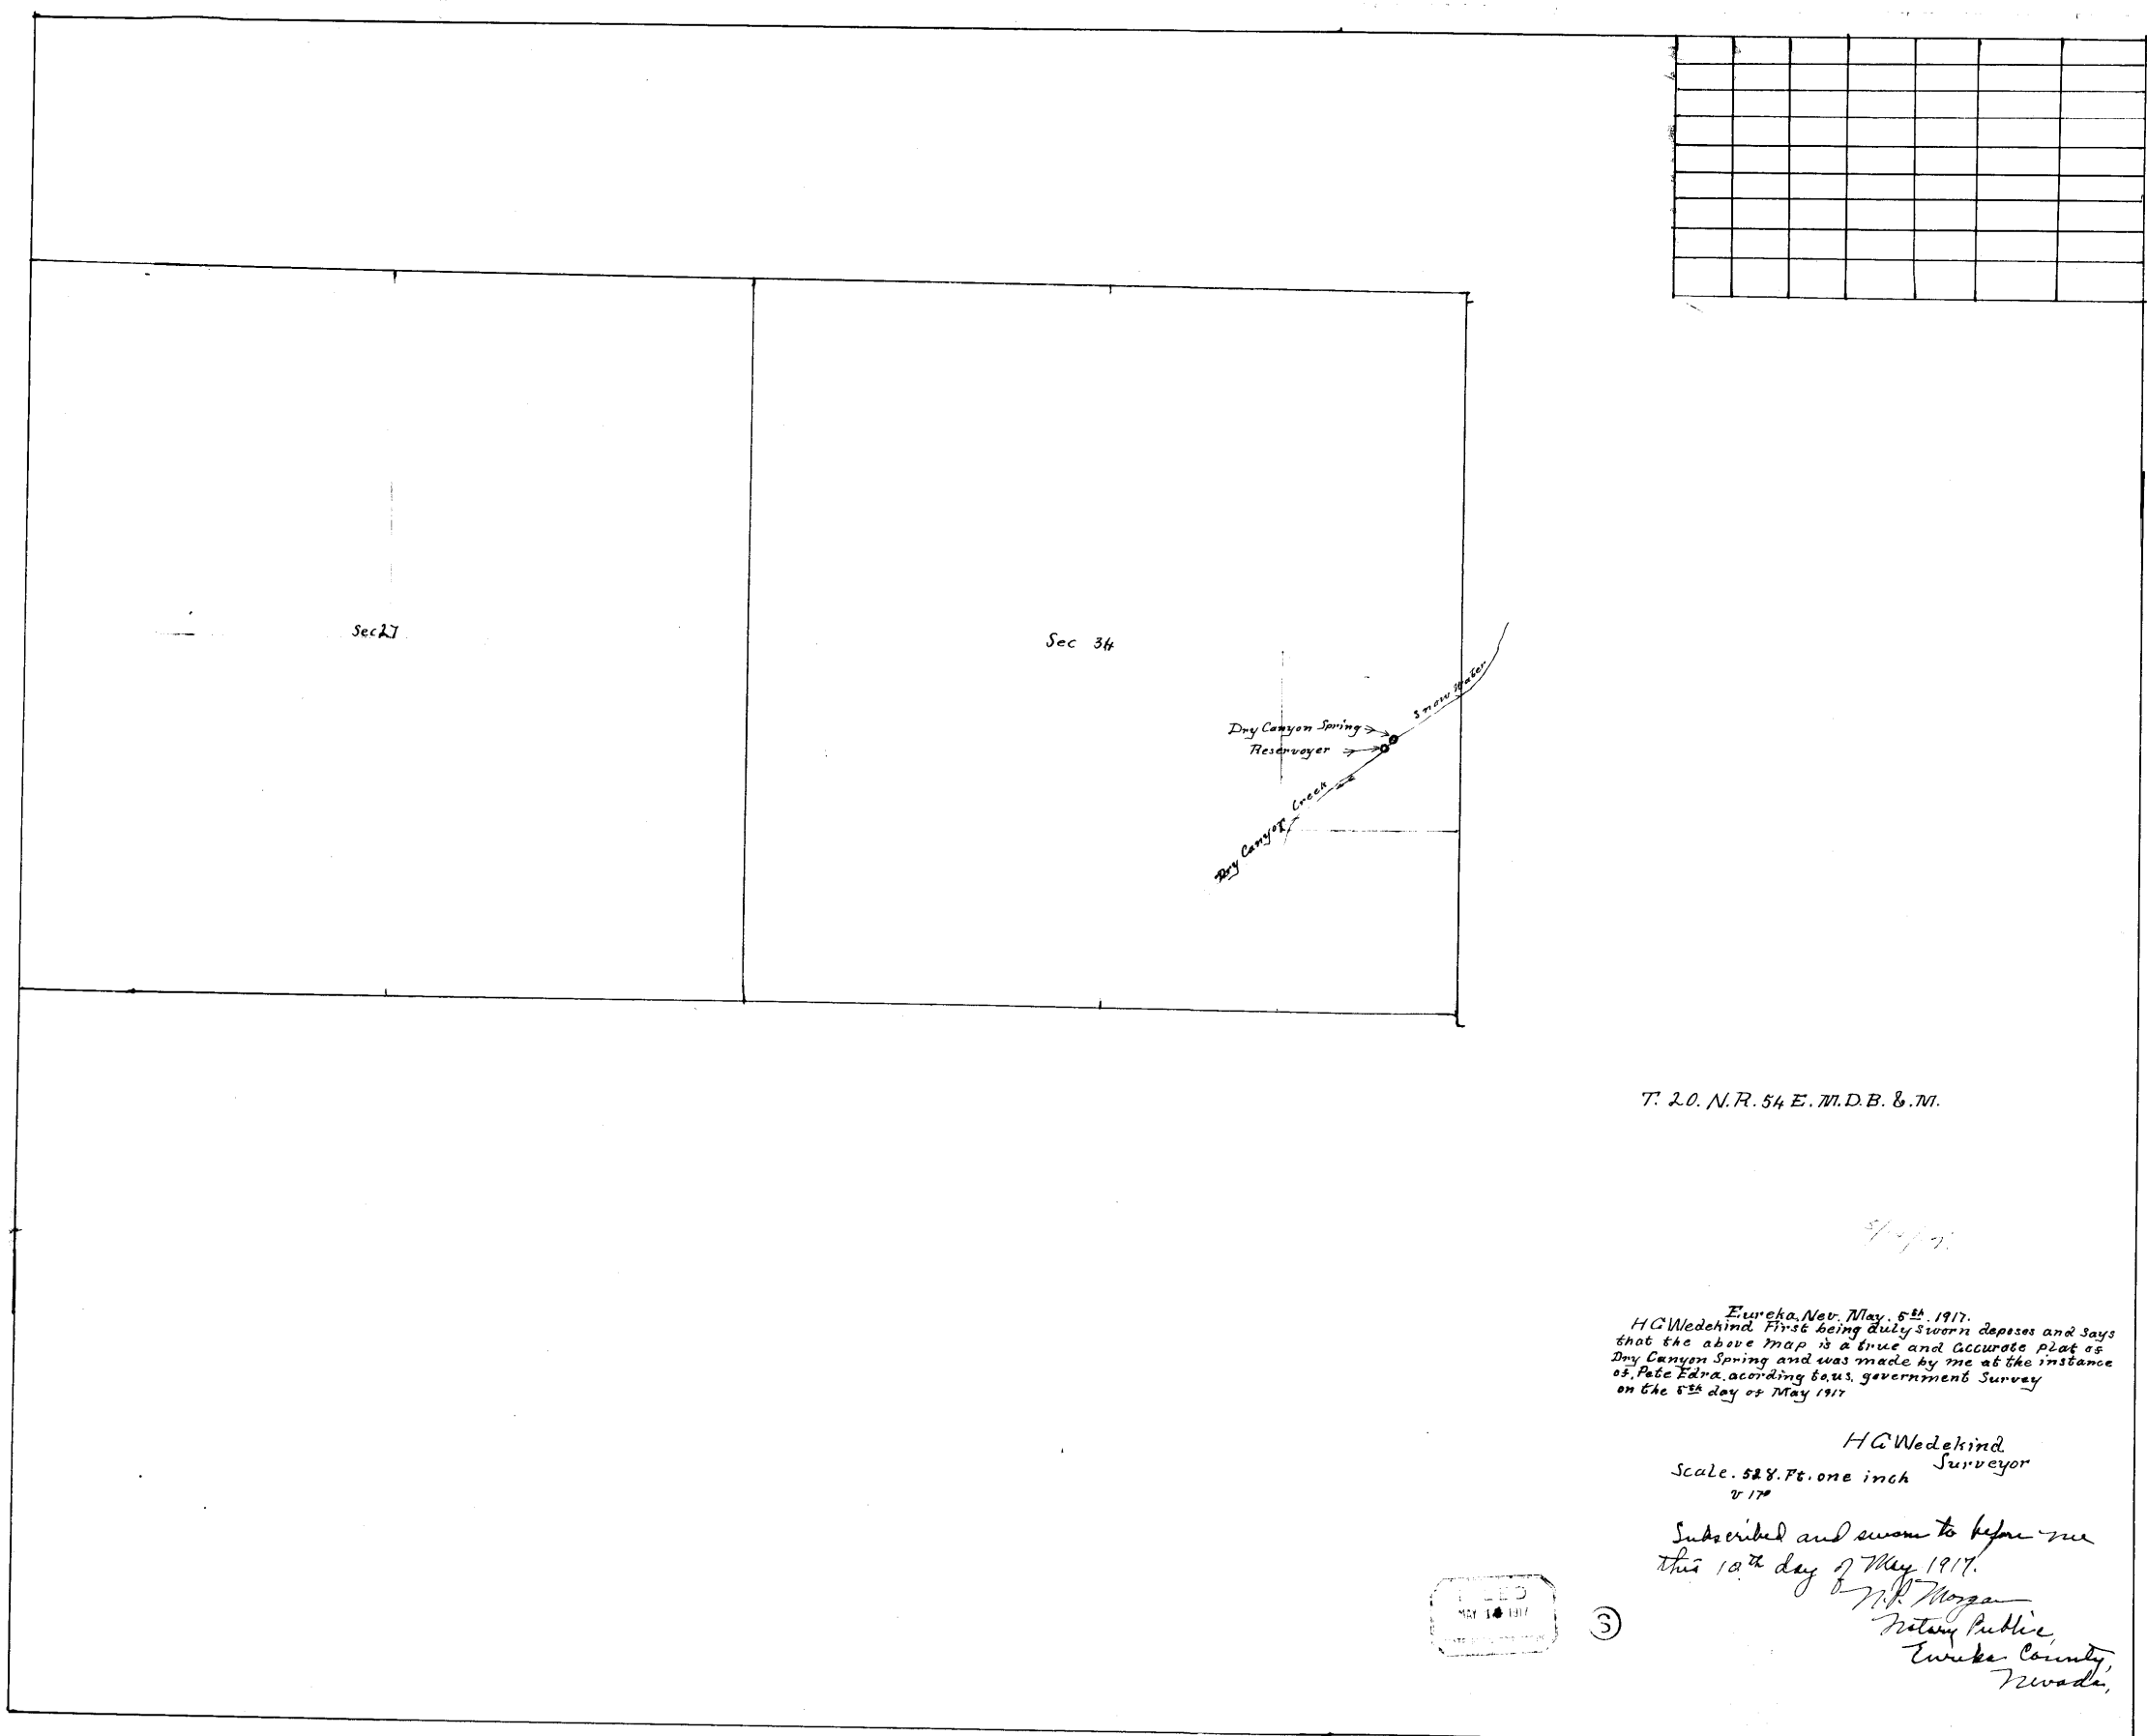 Sec 27
Sec 34
Snow Water
Dry Canyon Spring
Reservoyer
Dry Canyon Creek
T. 20. N. R. 54 E. M. D. B. & . M.
Eureka, Nev. May. 5th. 1917.
H G Wedekind First being duly sworn deposes and says
that the above map is a true and accurate plat of
Dry Canyon Spring and was made by me at the instance
of. Pete Edra. acording to. us. government Survey
on the 5th day of May 1917
H G Wedekind
Surveyor
Scale. 528. Ft. one inch
v 17°
Subscribed and sworn to before me
this 10th day of May 1917.
N. P. Morgan
Notary Public,
Eureka County,
Nevada,
FILED
MAY 1917
S